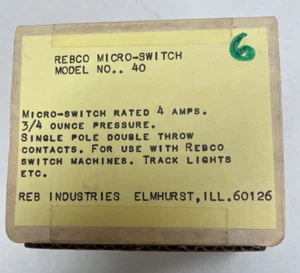 6
REBCO MICRO-SWITCH
MODEL NO.. 40
MICRO-SWITCH RATED 4 AMPS.
3/4 OUNCE PRESSURE.
SINGLE POLE DOUBLE THROW
CONTACTS. FOR USE WITH REBCO
SWITCH MACHINES. TRACK LIGHTS
ETC.
REB INDUSTRIES ELMHURST, ILL. 60126